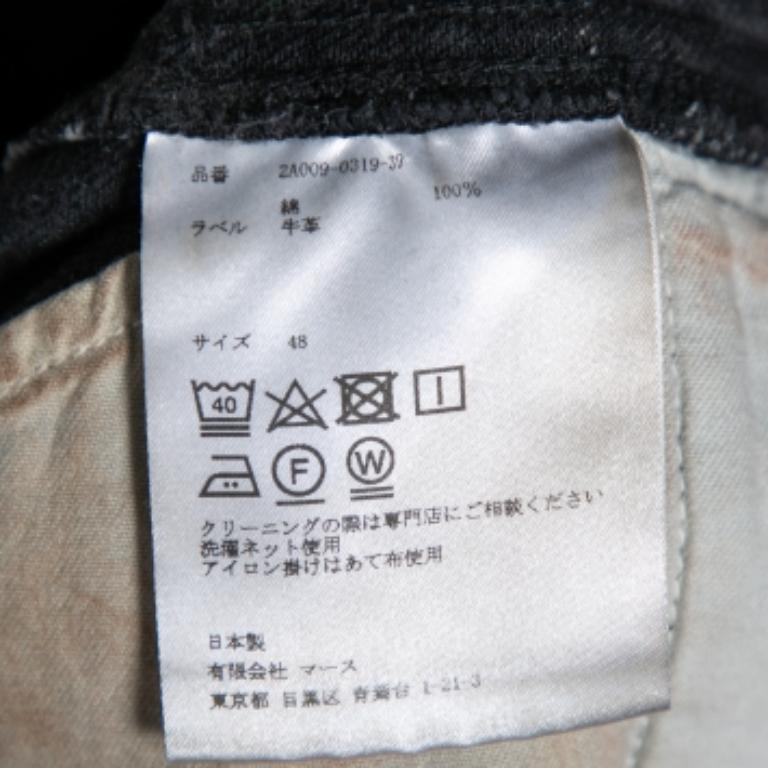 品番 2A009-0319-39
綿 100%
ラベル 牛革
サイズ 48
40
F W
クリーニングの際は専門店にご相談ください
洗濯ネット使用
アイロン掛けはあて布使用
日本製
有限会社 マース
東京都 目黒区 青葉台 1-21-3